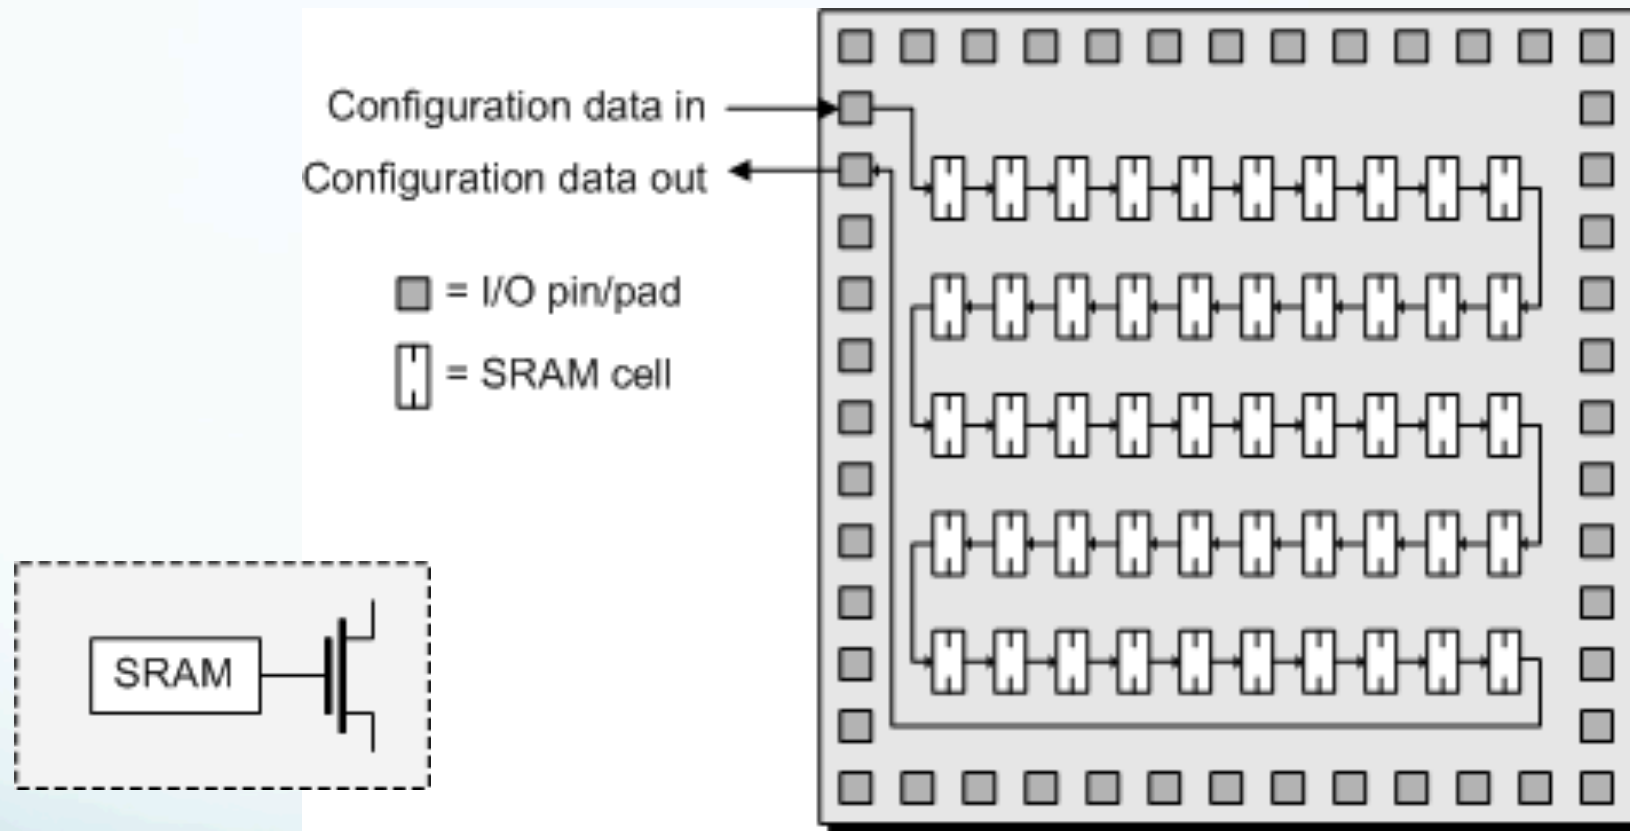 Configuration data in
Configuration data out
= I/O pin/pad
= SRAM cell
SRAM